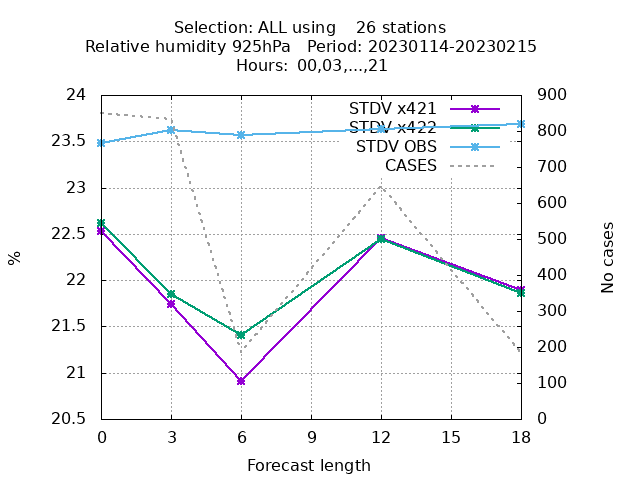 Selection: ALL using    26 stations
Relative humidity 925hPa   Period: 20230114-20230215
Hours: 00,03,...,21
24
23.5
23
22.5
22
21.5
21
20.5
900
800
700
600
500
400
300
200
100
0
STDV x421
STDV x422
STDV OBS
CASES
%
No cases
0
3
6
9
12
15
18
Forecast length